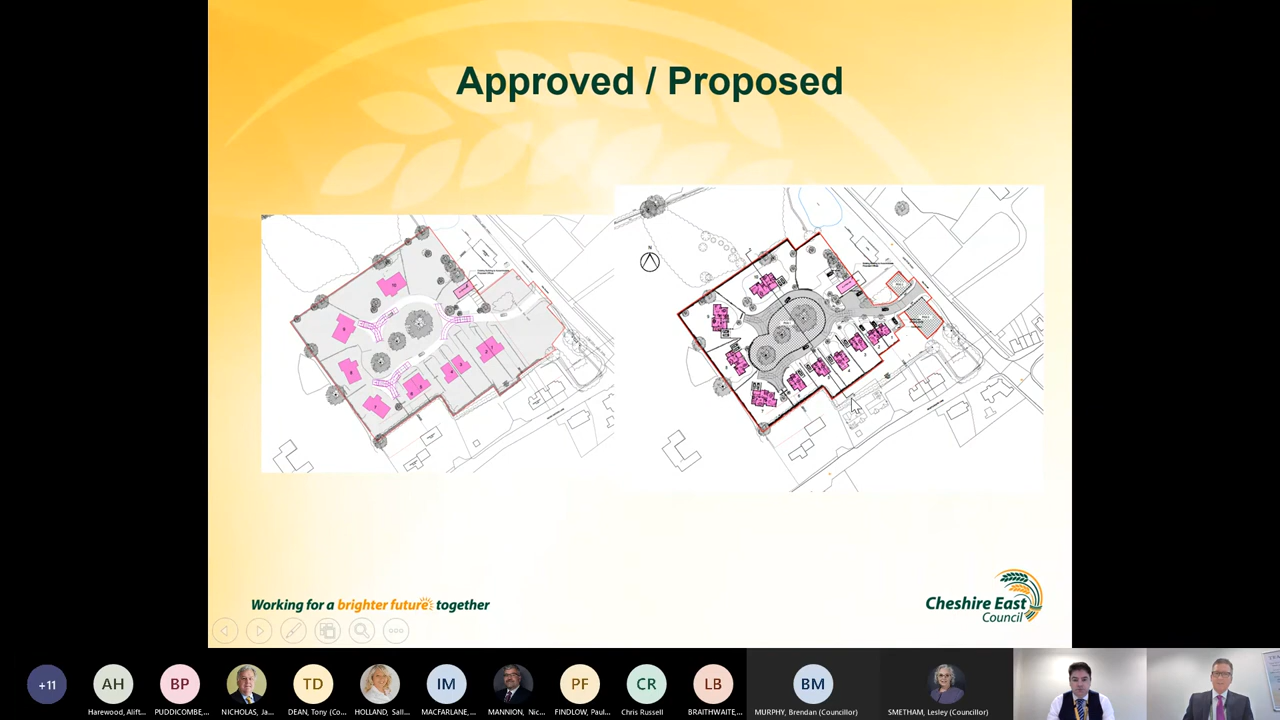 Approved / Proposed
N
Working for a brighter future together
Cheshire East
Council
+11
AH
BP
TD
IM
PF
CR
LB
BM
Harewood, Alift...
PUDDICOMBE,...
NICHOLAS, Ja...
DEAN, Tony (Co...
HOLLAND, Sall...
MACFARLANE,...
MANNION, Nic...
FINDLOW, Paul...
Chris Russell
BRAITHWAITE,...
MURPHY, Brendan (Councillor)
SMETHAM, Lesley (Councillor)